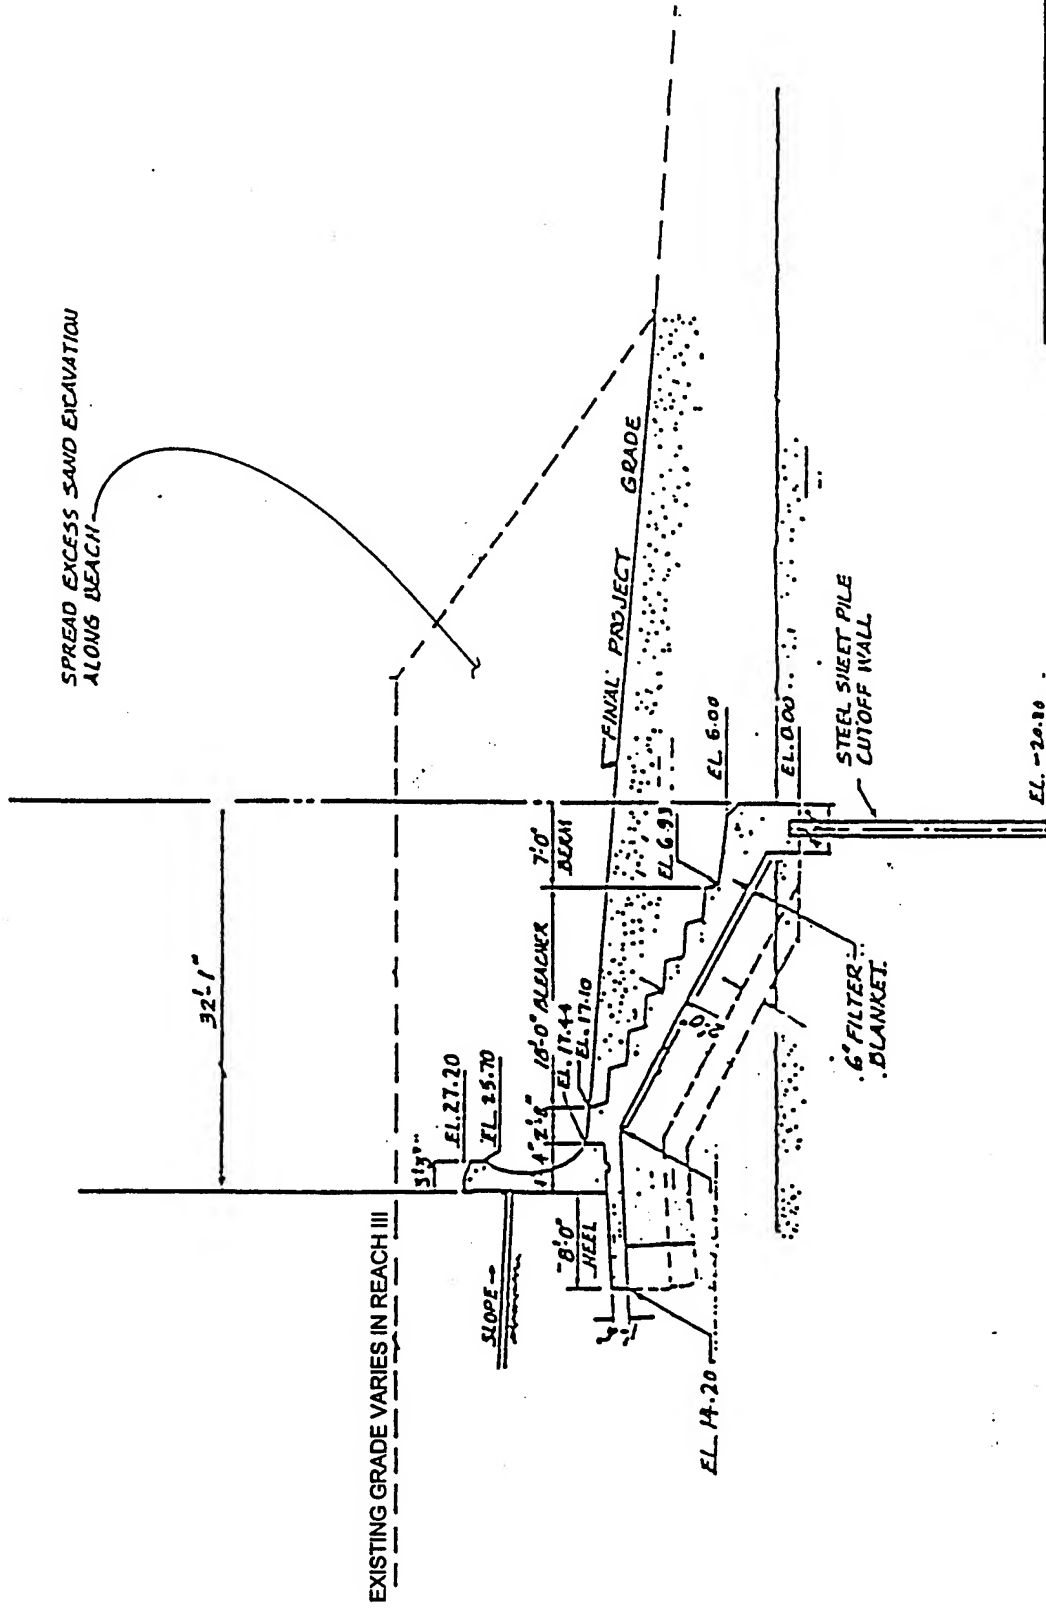 SPREAD EXCESS SAND EXCAVATION
ALONG BEACH
EXISTING GRADE VARIES IN REACH III
32'-1"
EL. 27.20
EL. 25.70
7'-0"
BERM
18'-0" BLEACHER
EL. 17.44
EL. 17.10
8'-0"
HEEL
SLOPE
FINAL PROJECT GRADE
EL 6.93
EL 6.00
EL. 0.00
2'-0"
EL 14.20
6" FILTER
BLANKET
STEEL SHEET PILE
CUTOFF WALL